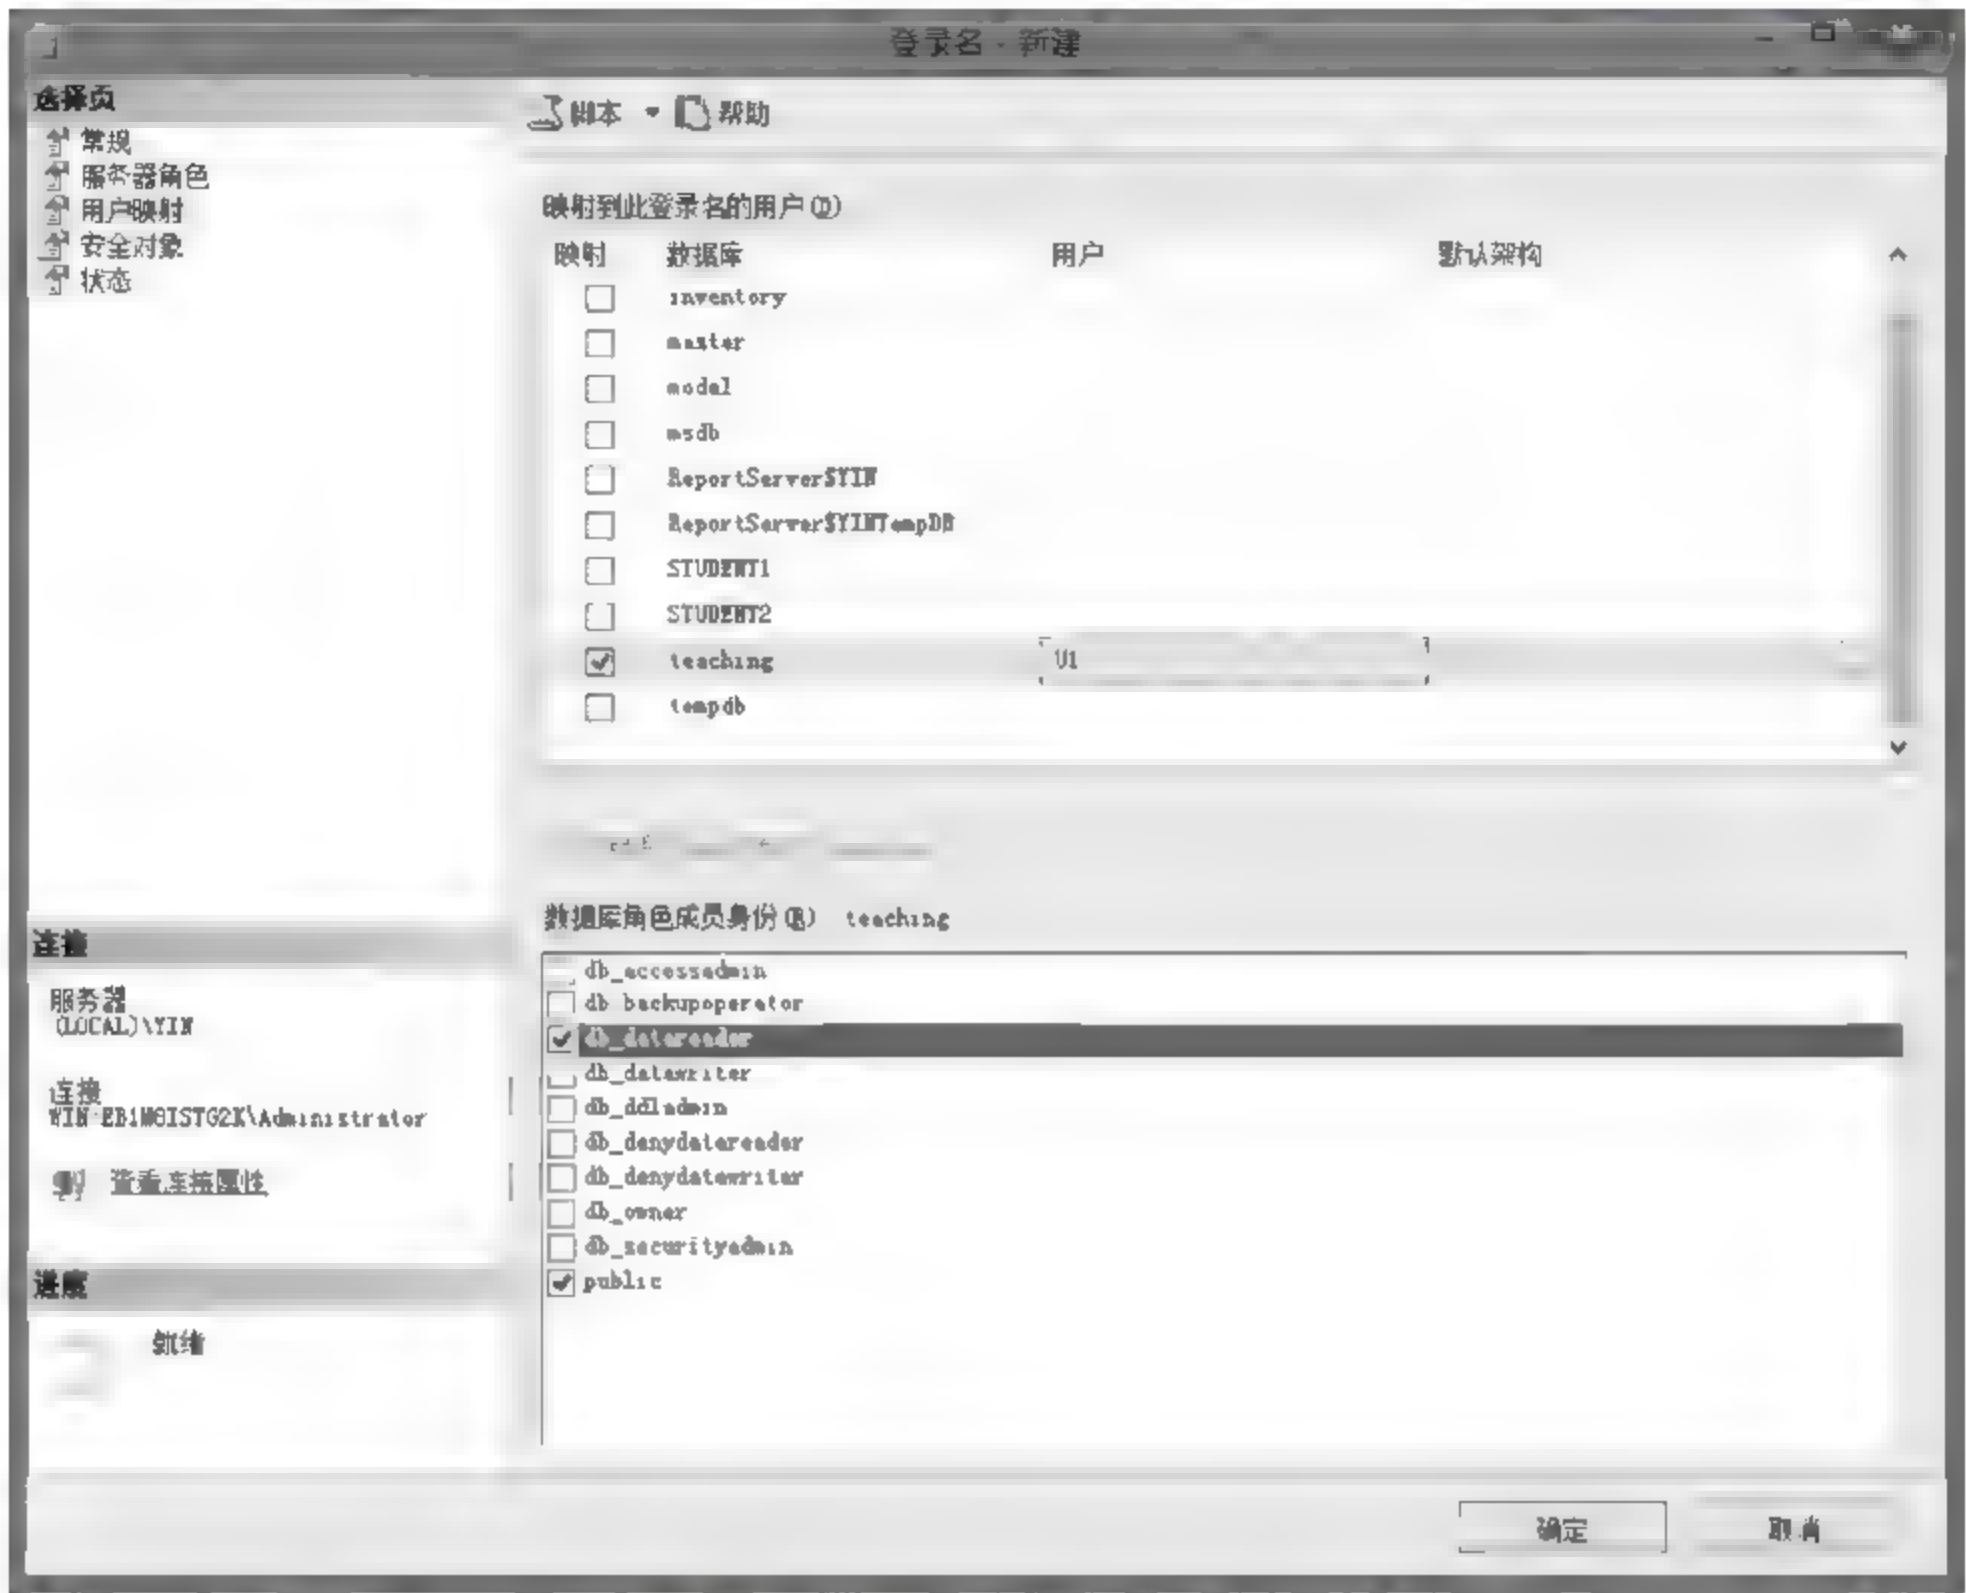 登录名 - 新建
选择页
常规
服务器角色
用户映射
安全对象
状态
脚本 帮助
映射到此登录名的用户(D)
映射 数据库 用户 默认架构
inventory
master
model
msdb
ReportServer$YIN
ReportServer$YINTempDB
STUDENT1
STUDENT2
teaching U1
tempdb
数据库角色成员身份(R) teaching
db_accessadmin
db_backupoperator
db_datareader
db_datawriter
db_ddladmin
db_denydatareader
db_denydatawriter
db_owner
db_securityadmin
public
连接
服务器
(LOCAL)\YIN
连接
\Administrator
查看连接属性
进度
就绪
确定 取消